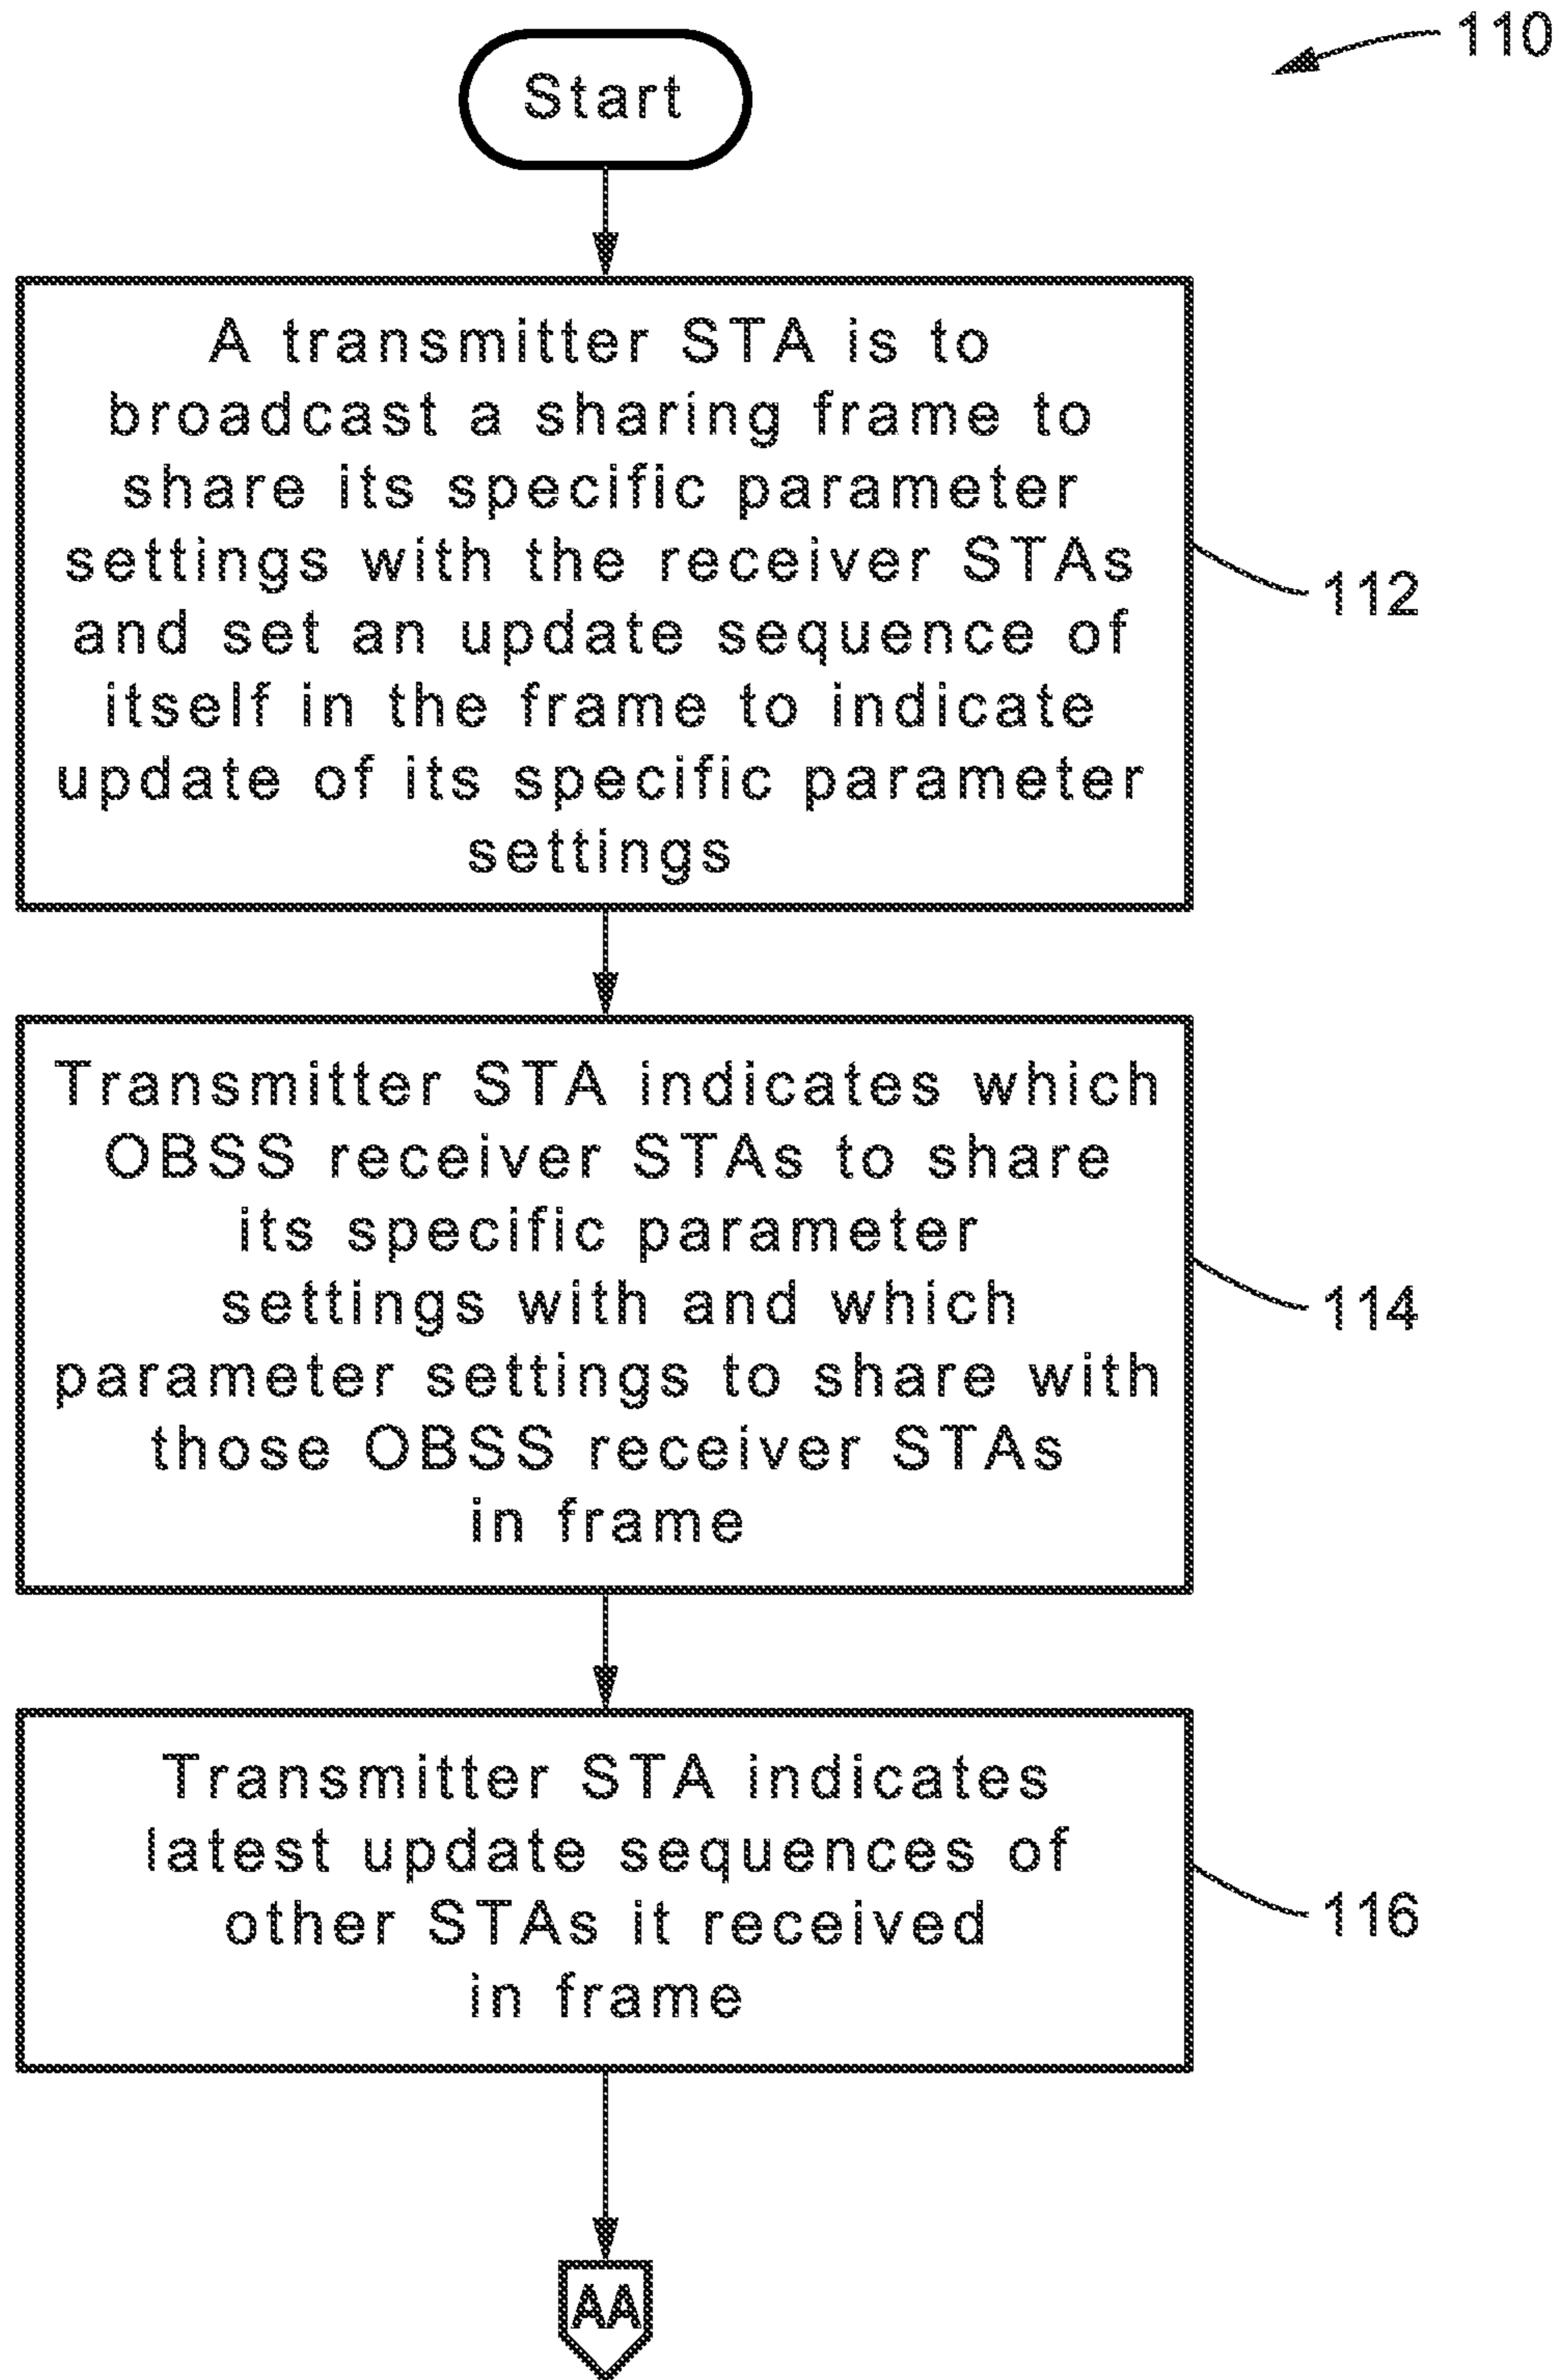 110
Start
A transmitter STA is to
broadcast a sharing frame to
share its specific parameter
settings with the receiver STAs
and set an update sequence of
itself in the frame to indicate
update of its specific parameter
settings
112
Transmitter STA indicates which
OBSS receiver STAs to share
its specific parameter
settings with and which
parameter settings to share with
those OBSS receiver STAs
in frame
114
Transmitter STA indicates
latest update sequences of
other STAs it received
in frame
116
AA